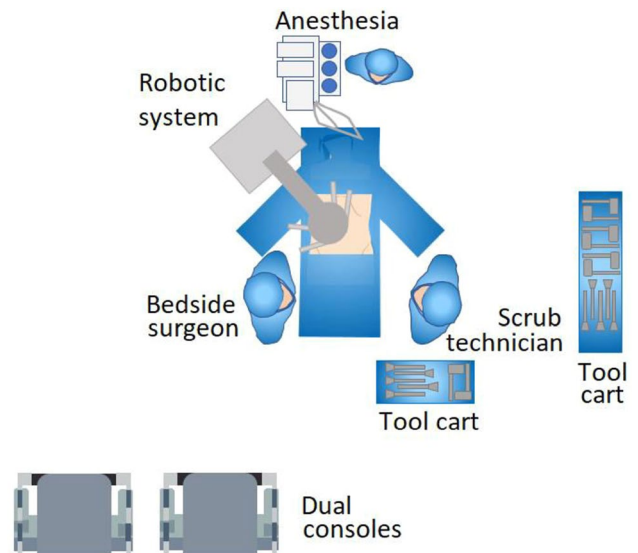 Anesthesia
Robotic
system
Bedside
surgeon
Scrub
technician
Tool
cart
Tool cart
Dual
consoles